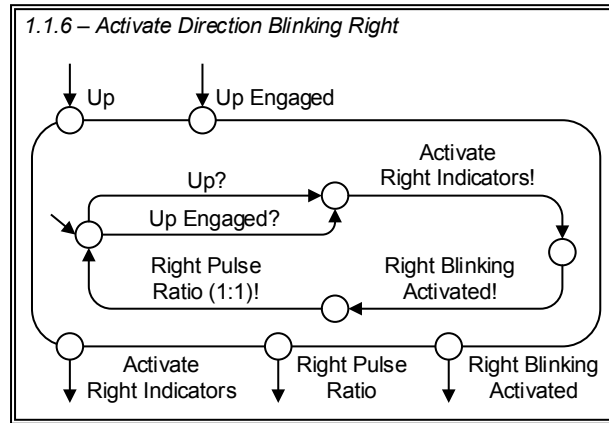 1.1.6 – Activate Direction Blinking Right
Up
Up Engaged
Up?
Up Engaged?
Activate
Right Indicators!
Right Pulse
Ratio (1:1)!
Right Blinking
Activated!
Activate
Right Indicators
Right Pulse
Ratio
Right Blinking
Activated